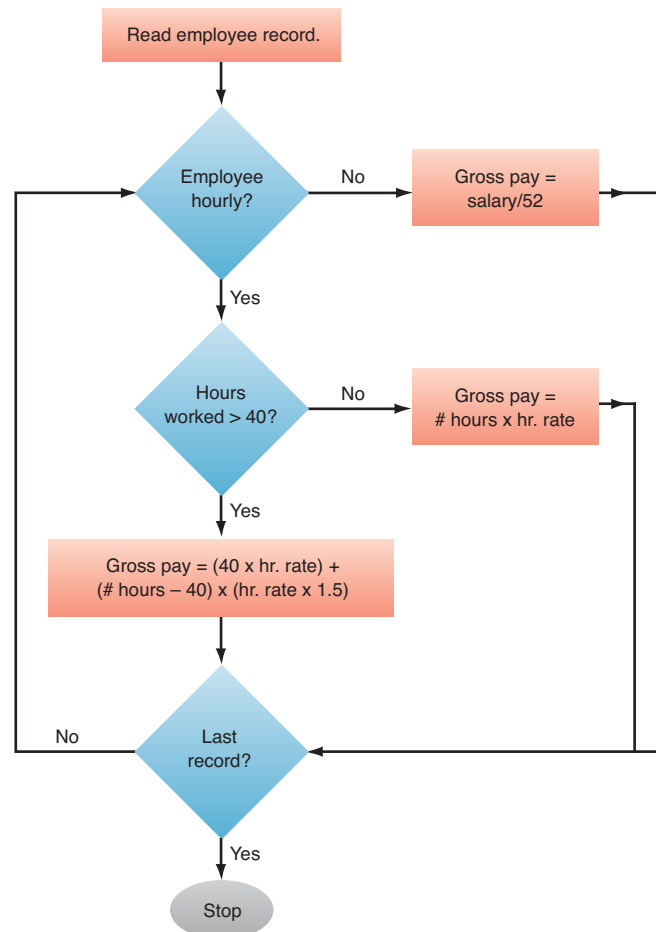 Read employee record.
Employee
hourly?
No
Gross pay =
salary/52
Yes
Hours
worked > 40?
No
Gross pay =
# hours x hr. rate
Yes
Gross pay = (40 x hr. rate) +
(# hours – 40) x (hr. rate x 1.5)
No
Last
record?
Yes
Stop